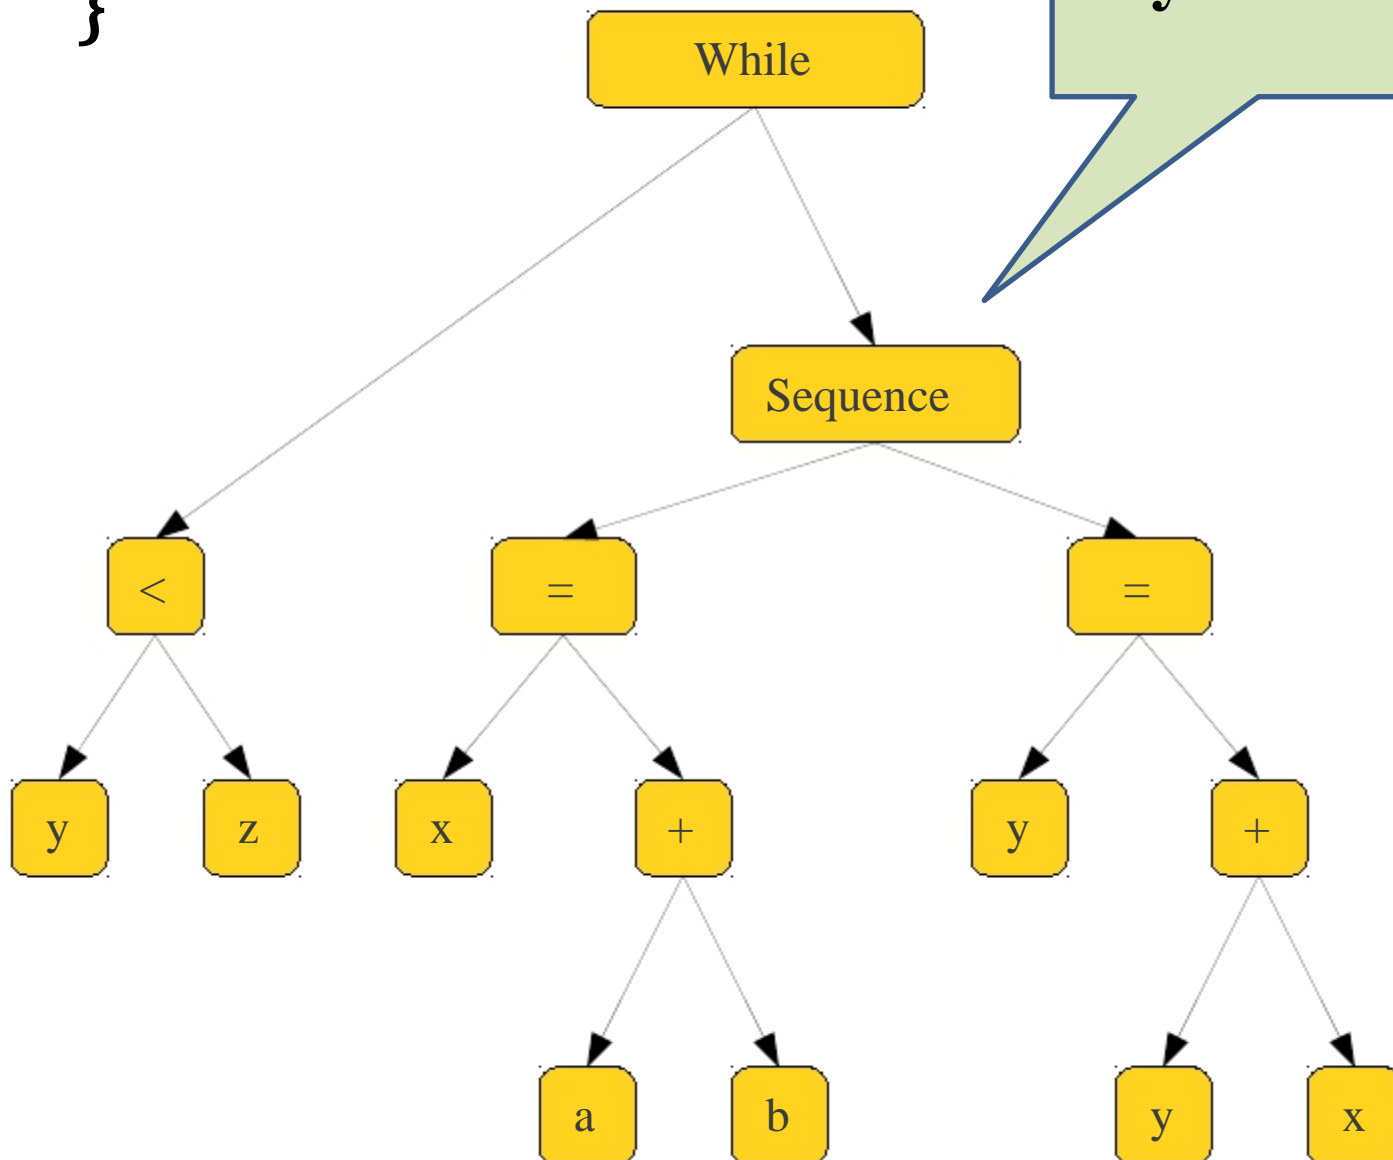 }
y
While
Sequence
< = =
y z x + y +
a b y x